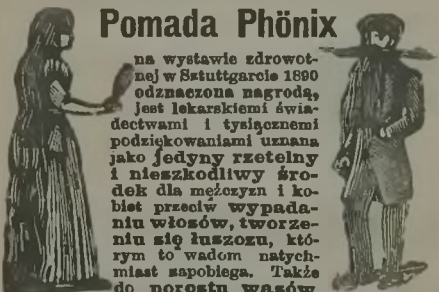 Pomada Phönix
na wystawie zdrowot-
nej w Sztuttgarcie 1890
odznaczona nagrodą,
jest lekarskiemi świa-
dectwami i tysiącznemi
podziękowaniami uznana
jako jedyny rzetelny
i nieszkodliwy śro-
dek dla mężczyzn i ko-
biet przeciw wypada-
niu włosów, tworze-
niu się łuszozu, któ-
rym to wadom natych-
miast zapobiega. Także
do porostu wąsów